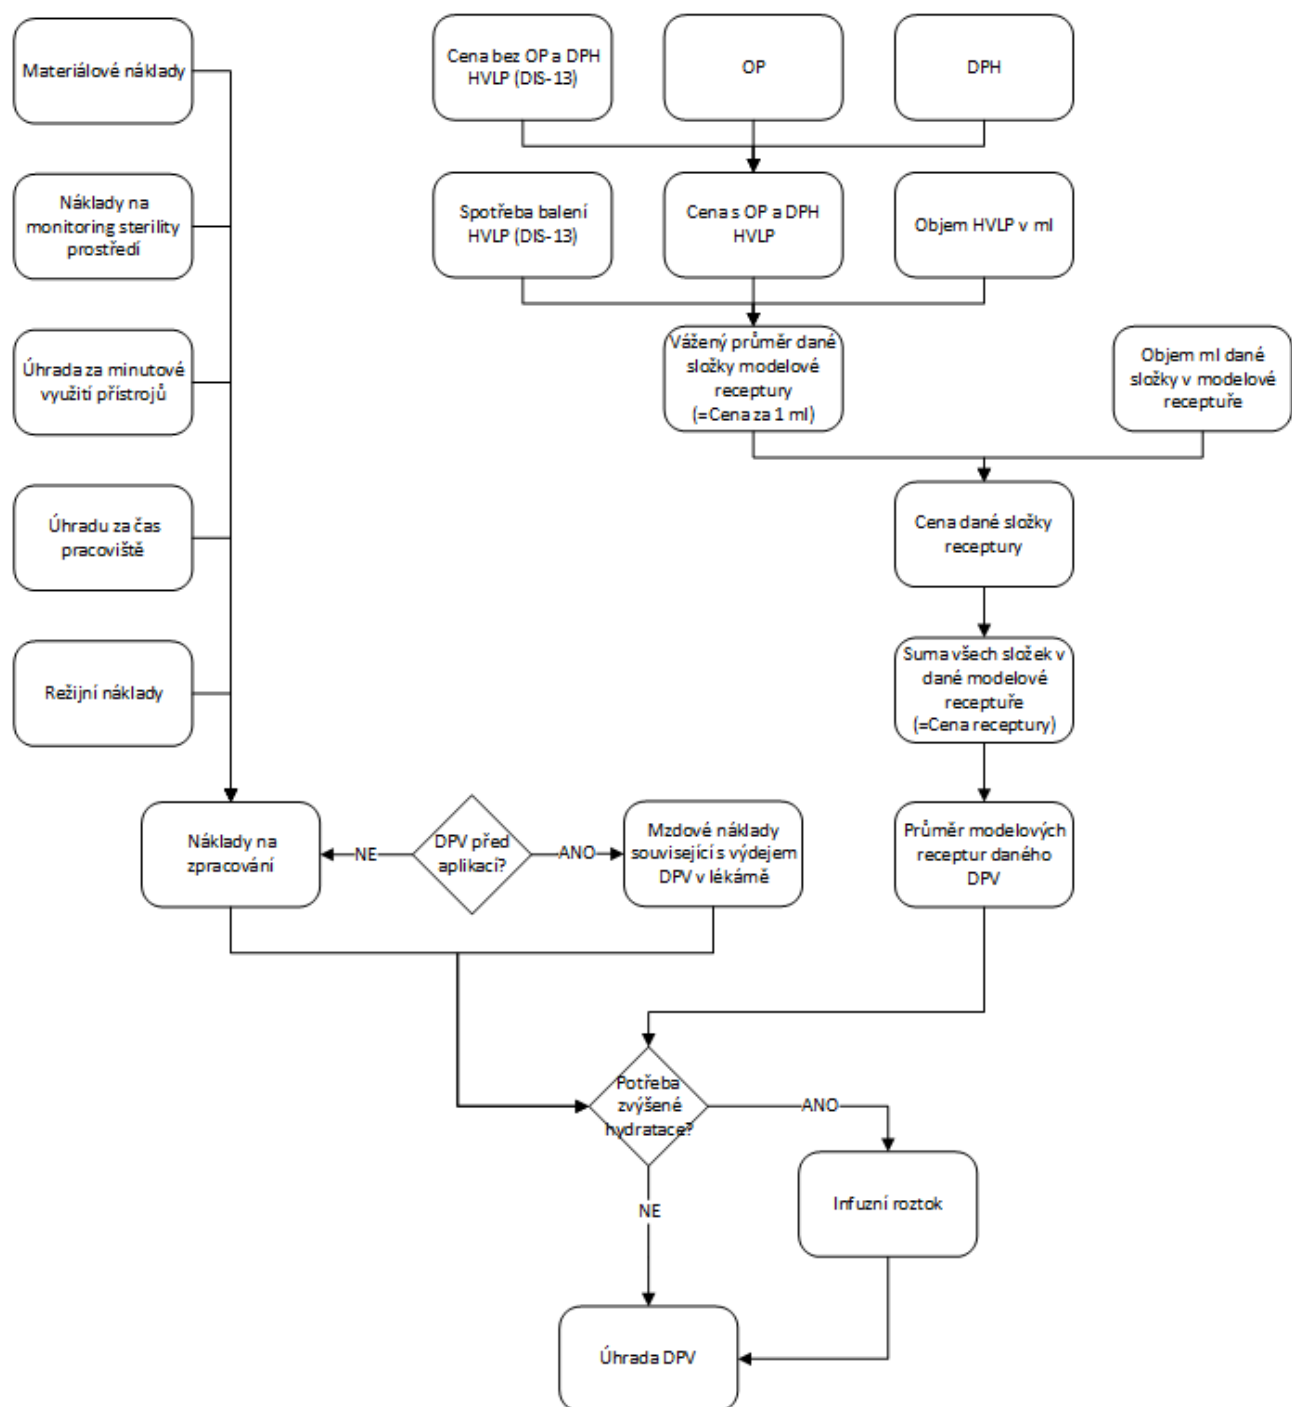 Materiálové náklady
Cena bez OP a DPH
HVLP (DIS-13)
OP
DPH
Náklady na
monitoring sterility
prostředí
Spotřeba balení
HVLP (DIS-13)
Cena s OP a DPH
HVLP
Objem HVLP v ml
Úhrada za minutové
využití přístrojů
Vážený průměr dané
složky modelové
receptury
(=Cena za 1 ml)
Objem ml dané
složky v modelové
receptuře
Úhradu za čas
pracoviště
Cena dané složky
receptury
Režijní náklady
Suma všech složek v
dané modelové
receptuře
(=Cena receptury)
Náklady na
zpracování
NE
DPV před
aplikací?
ANO
Mzdové náklady
související s výdejem
DPV v lékárně
Průměr modelových
receptur daného
DPV
Potřeba
zvýšené
hydratace?
ANO
NE
Infuzní roztok
Úhrada DPV